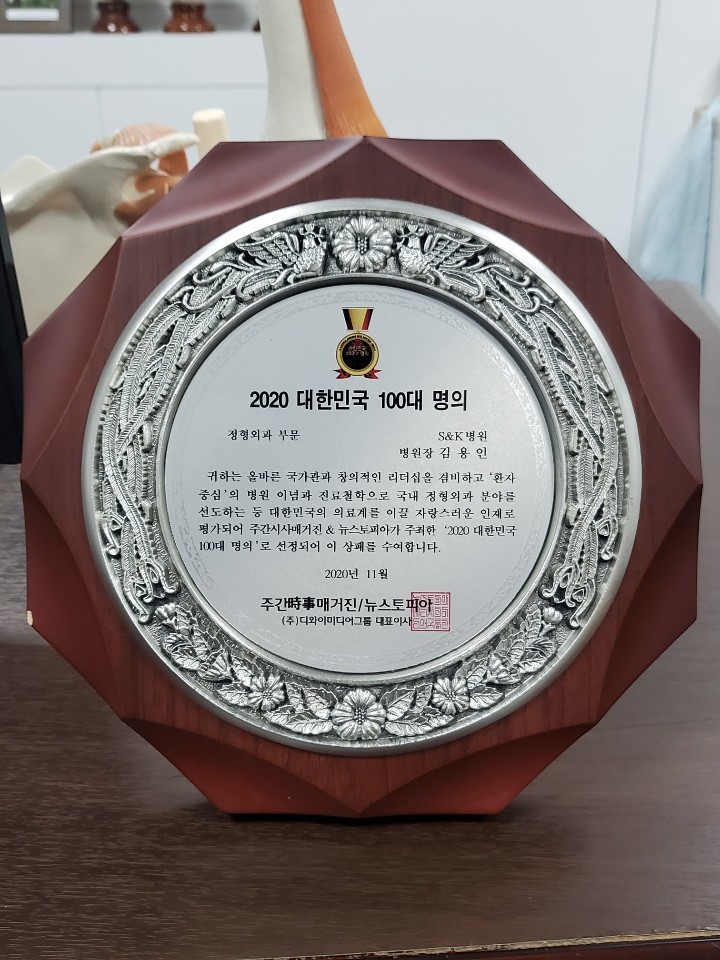 2020 대한민국 100대 명의
정형외과 부문
S&K병원
병원장 김 용 인
귀하는 올바른 국가관과 창의적인 리더십을 겸비하고 '환자
중심'의 병원 이념과 진료철학으로 국내 정형외과 분야를
선도하는 등 대한민국의 의료계를 이끌 자랑스러운 인재로
평가되어 주간시사매거진 & 뉴스토피아가 주최한 '2020 대한민국
100대 명의'로 선정되어 이 상패를 수여합니다.
2020년 11월
주간時事매거진/뉴스토피아
(주)디와이미디어그룹 대표이사